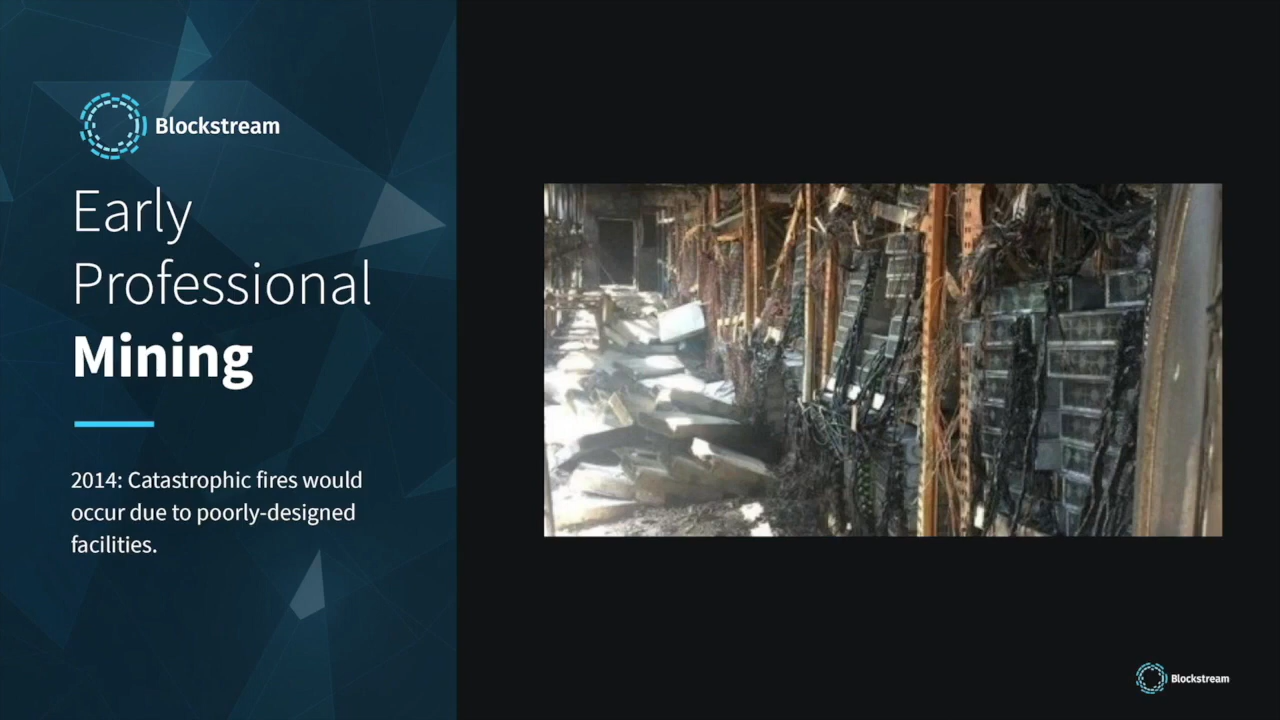 Blockstream
Early
Professional
Mining
2014: Catastrophic fires would
occur due to poorly-designed
facilities.
Blockstream